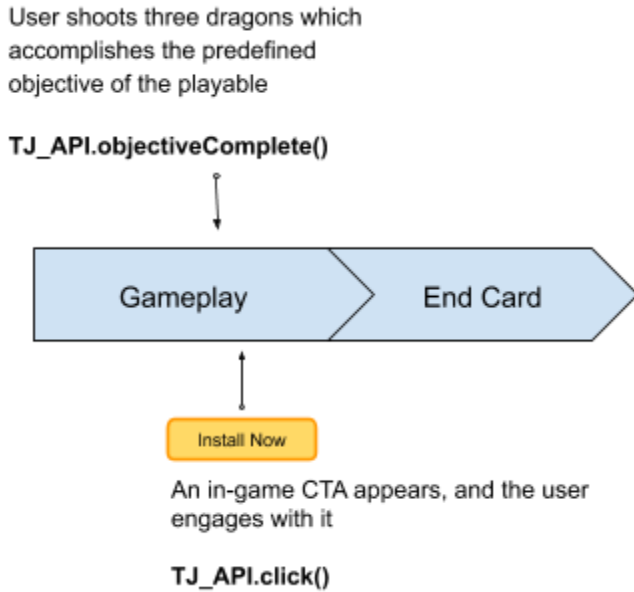 User shoots three dragons which
accomplishes the predefined
objective of the playable
TJ_API.objectiveComplete()
Gameplay
End Card
Install Now
An in-game CTA appears, and the user
engages with it
TJ_API.click()